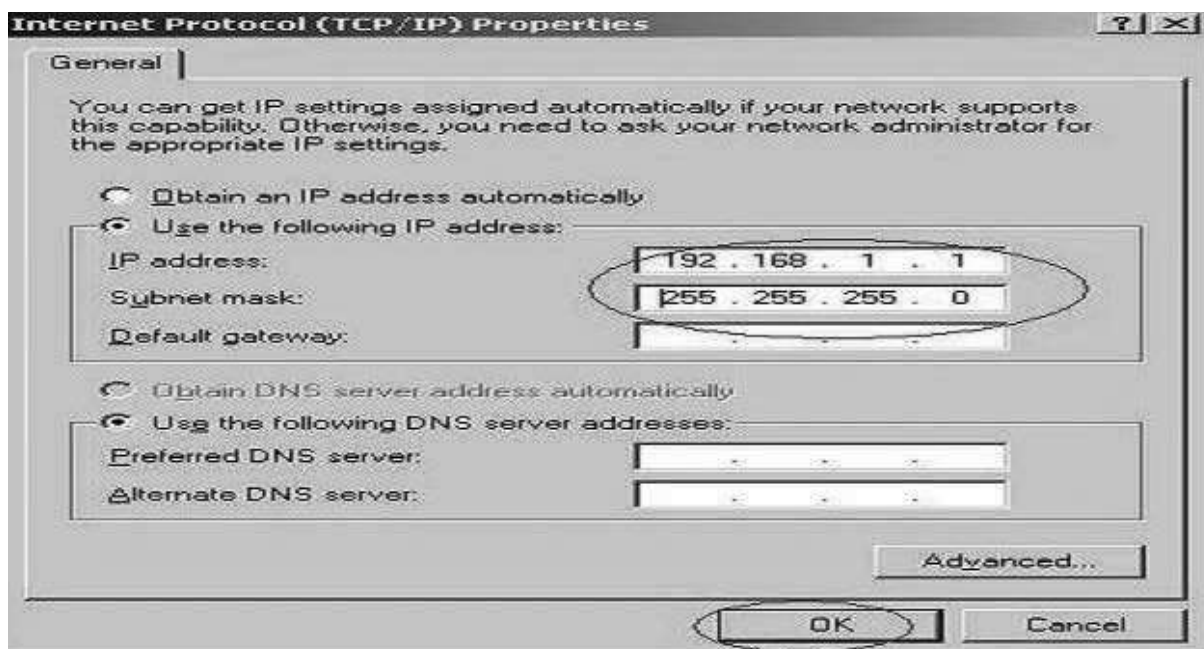 Internet Protocol (TCP/IP) Properties
General
You can get IP settings assigned automatically if your network supports
this capability. Otherwise, you need to ask your network administrator for
the appropriate IP settings.
Obtain an IP address automatically
Use the following IP address:
IP address: 192 . 168 . 1 . 1
Subnet mask: 255 . 255 . 255 . 0
Default gateway: . . .
Obtain DNS server address automatically
Use the following DNS server addresses:
Preferred DNS server: . . .
Alternate DNS server: . . .
Advanced...
OK Cancel